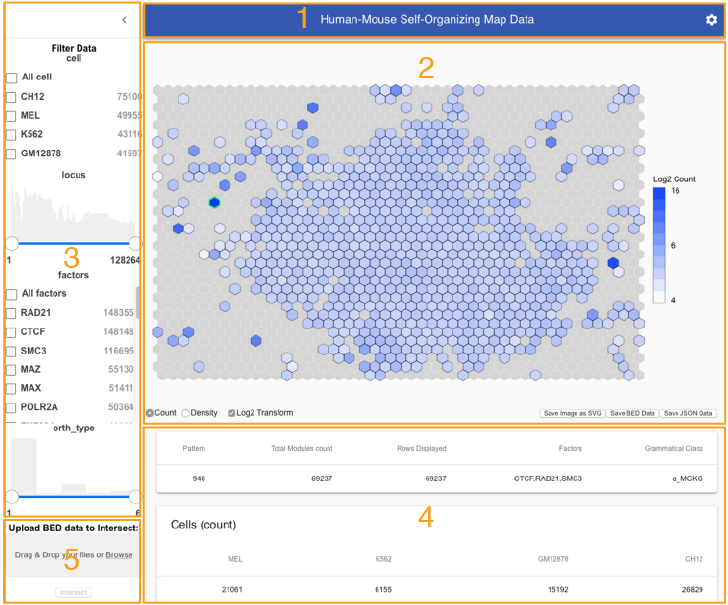 1 Human-Mouse Self-Organizing Map Data
Filter Data
cell
All cell
CH12 75100
MEL 49955
K562 43116
GM12878 41597
locus
3
1 128264
factors
All factors
RAD21 148355
CTCF 148148
SMC3 116695
MAZ 55130
MAX 51411
POLR2A 50364
orth_type
1 6
Upload BED data to Intersect:
Drag & Drop your files or Browse
5
Intersect
2
Log2 Count
16
6
4
Count Density Log2 Transform
Save Image as SVG Save BED Data Save JSON Data
Pattern Total Modules count Rows Displayed Factors Grammatical Class
946 69237 69237 CTCF,RAD21,SMC3 a_MCKG
4
Cells (count)
MEL K562 GM12878 CH12
21061 6155 15192 26829